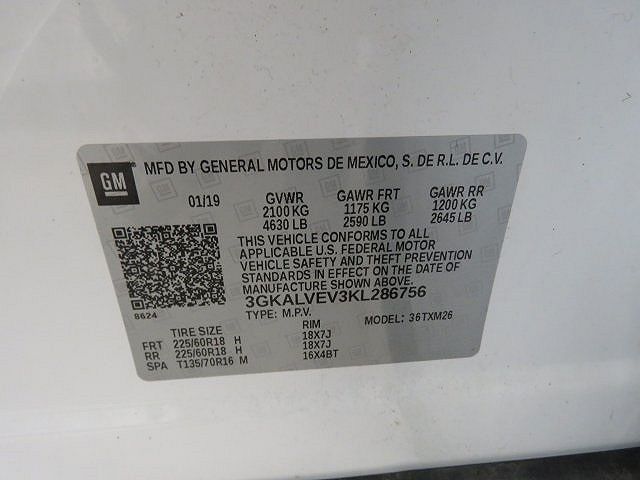 GM
MFD BY GENERAL MOTORS DE MEXICO, S. DE R.L. DE C.V.
01/19 GVWR GAWR FRT GAWR RR
2100 KG 1175 KG 1200 KG
4630 LB 2590 LB 2645 LB
THIS VEHICLE CONFORMS TO ALL
APPLICABLE U.S. FEDERAL MOTOR
VEHICLE SAFETY AND THEFT PREVENTION
STANDARDS IN EFFECT ON THE DATE OF
MANUFACTURE SHOWN ABOVE.
3GKALVEV3KL286756
8624
TYPE: M.P.V. MODEL: 36TXM26
TIRE SIZE RIM
FRT 225/60R18 H 18X7J
RR 225/60R18 H 18X7J
SPA T135/70R16 M 16X4BT